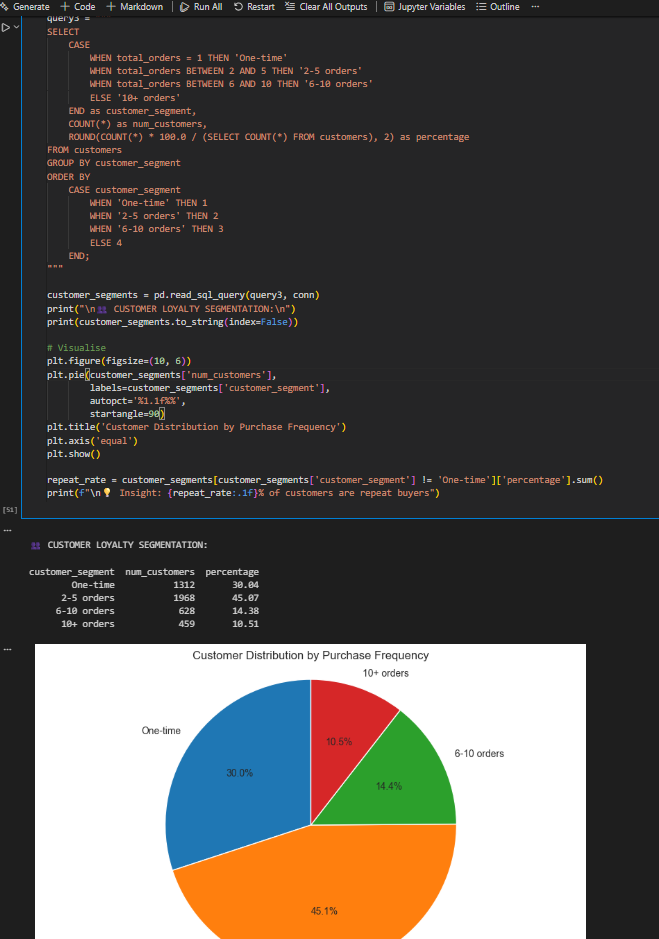 Generate + Code + Markdown | Run All Restart Clear All Outputs | Jupyter Variables Outline ...
query3 = """
SELECT
CASE
WHEN total_orders = 1 THEN 'One-time'
WHEN total_orders BETWEEN 2 AND 5 THEN '2-5 orders'
WHEN total_orders BETWEEN 6 AND 10 THEN '6-10 orders'
ELSE '10+ orders'
END as customer_segment,
COUNT(*) as num_customers,
ROUND(COUNT(*) * 100.0 / (SELECT COUNT(*) FROM customers), 2) as percentage
FROM customers
GROUP BY customer_segment
ORDER BY
CASE customer_segment
WHEN 'One-time' THEN 1
WHEN '2-5 orders' THEN 2
WHEN '6-10 orders' THEN 3
ELSE 4
END;
"""
customer_segments = pd.read_sql_query(query3, conn)
print("\n👥 CUSTOMER LOYALTY SEGMENTATION:\n")
print(customer_segments.to_string(index=False))
# Visualise
plt.figure(figsize=(10, 6))
plt.pie(customer_segments['num_customers'],
labels=customer_segments['customer_segment'],
autopct='%1.1f%%',
startangle=90)
plt.title('Customer Distribution by Purchase Frequency')
plt.axis('equal')
plt.show()
repeat_rate = customer_segments[customer_segments['customer_segment'] != 'One-time']['percentage'].sum()
print(f"\n💡 Insight: {repeat_rate:.1f}% of customers are repeat buyers")
[51]
...
👥 CUSTOMER LOYALTY SEGMENTATION:
customer_segment num_customers percentage
One-time 1312 30.04
2-5 orders 1968 45.07
6-10 orders 628 14.38
10+ orders 459 10.51
...
Customer Distribution by Purchase Frequency
10+ orders
One-time
10.5%
6-10 orders
30.0%
14.4%
45.1%